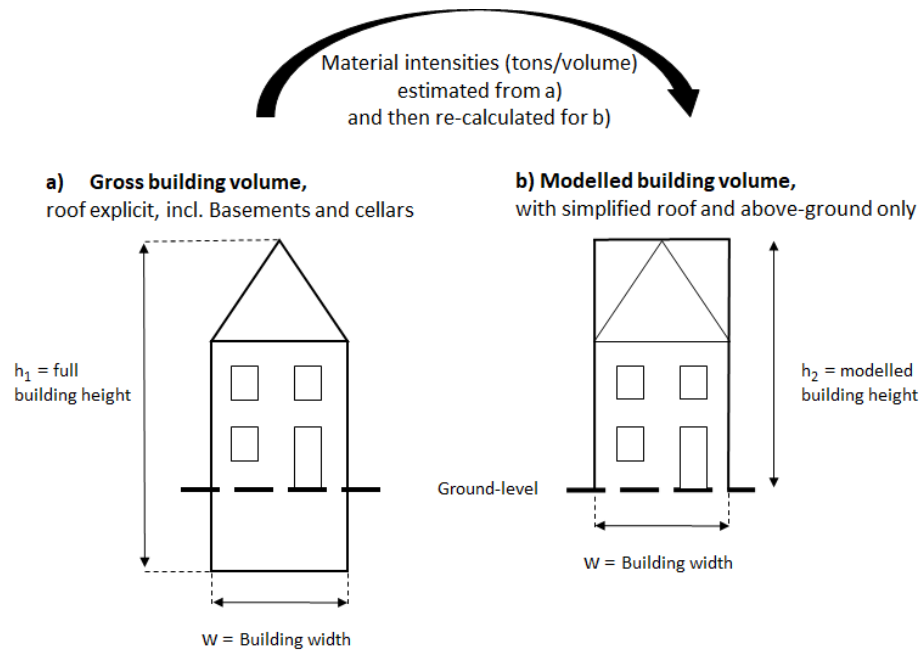 Material intensities (tons/volume)
estimated from a)
and then re-calculated for b)
a) Gross building volume,
roof explicit, incl. Basements and cellars
b) Modelled building volume,
with simplified roof and above-ground only
h₁ = full
building height
h₂ = modelled
building height
Ground-level
W = Building width
W = Building width